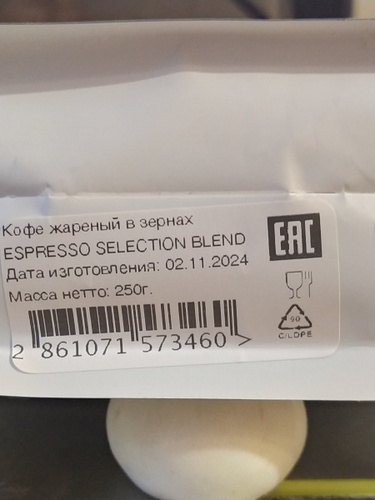 Кофе жареный в зернах
ESPRESSO SELECTION BLEND
Дата изготовления: 02.11.2024
Масса нетто: 250г.
2 861071 573460 >
EAC
90
C/LDPE